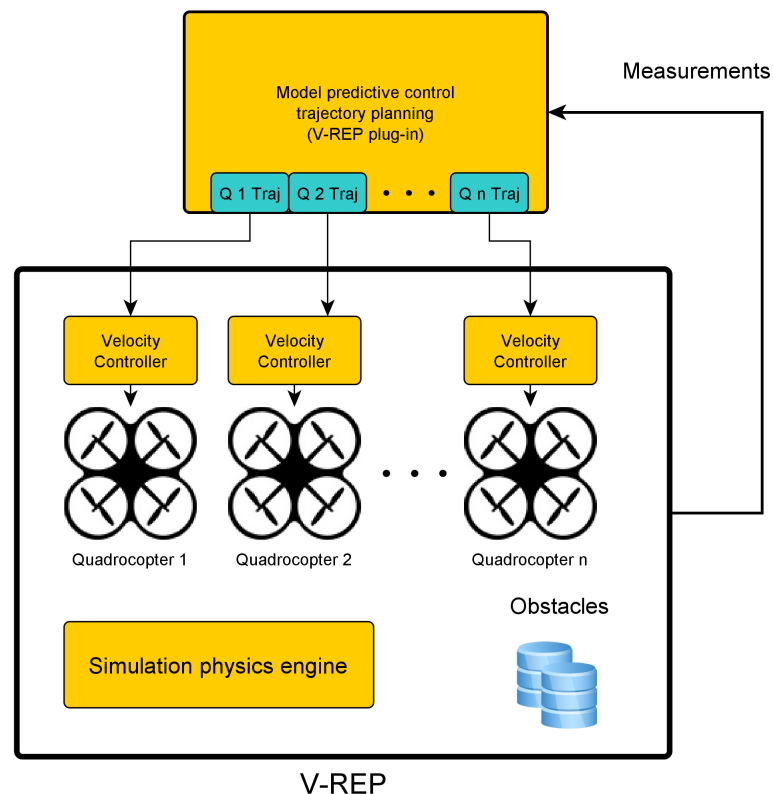 Measurements
Model predictive control
trajectory planning
(V-REP plug-in)
Q 1 Traj
Q 2 Traj
Q n Traj
Velocity
Controller
Velocity
Controller
Velocity
Controller
Quadrocopter 1
Quadrocopter 2
Quadrocopter n
Obstacles
Simulation physics engine
V-REP